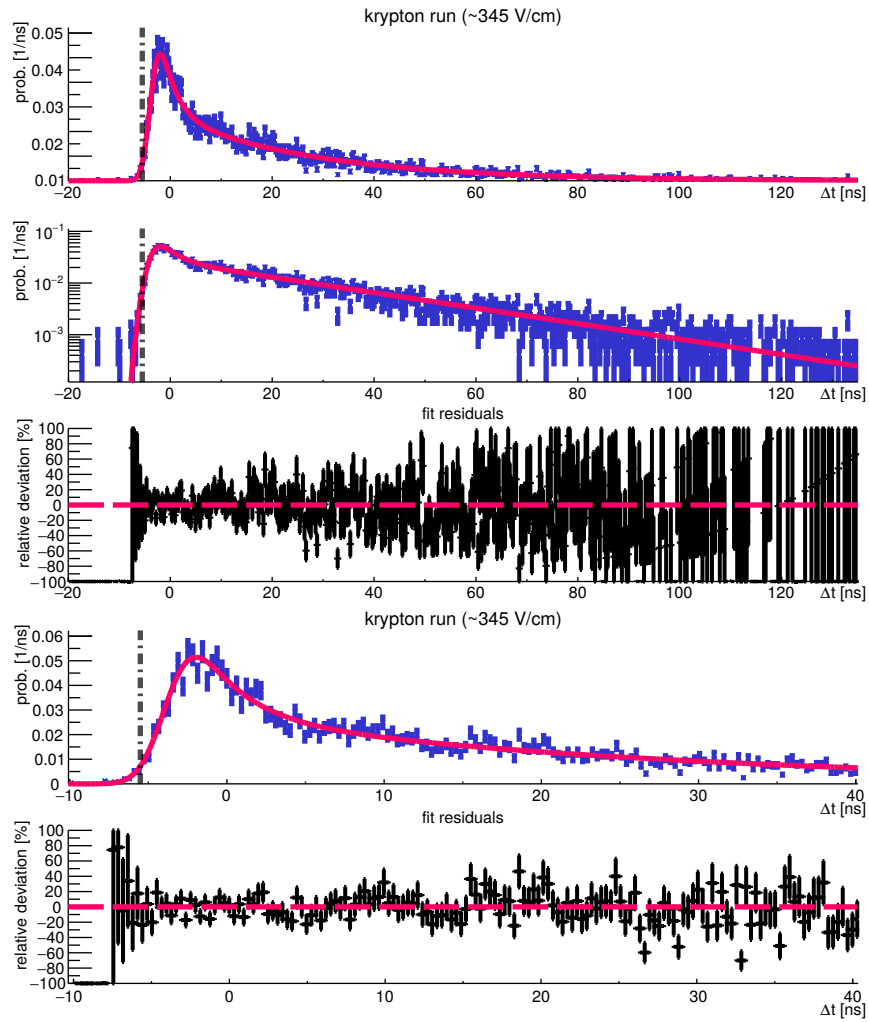 krypton run (~345 V/cm)
prob. [1/ns]
0.05
0.04
0.03
0.02
0.01
−20 0 20 40 60 80 100 120
Δt [ns]
prob. [1/ns]
10⁻¹
10⁻²
10⁻³
−20 0 20 40 60 80 100 120
Δt [ns]
fit residuals
relative deviation [%]
100
80
60
40
20
0
−20
−40
−60
−80
−100
−20 0 20 40 60 80 100 120
Δt [ns]
krypton run (~345 V/cm)
prob. [1/ns]
0.06
0.05
0.04
0.03
0.02
0.01
0
−10 0 10 20 30 40
Δt [ns]
fit residuals
relative deviation [%]
100
80
60
40
20
0
−20
−40
−60
−80
−100
−10 0 10 20 30 40
Δt [ns]